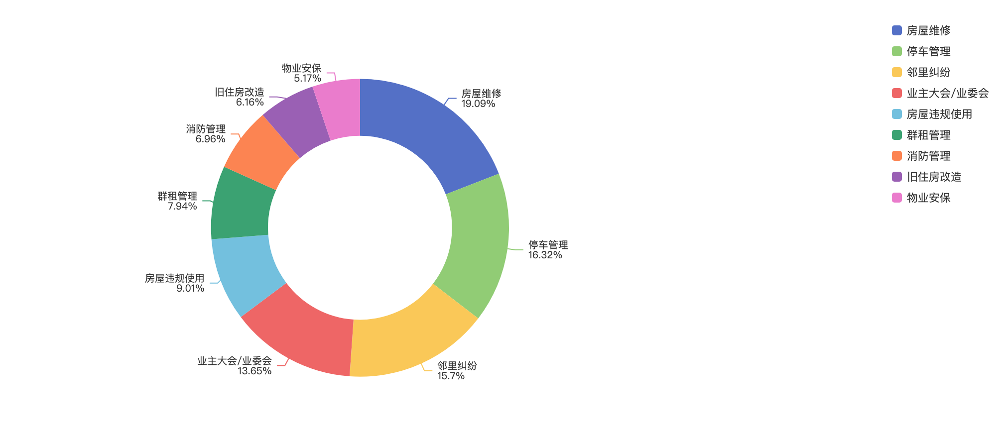 物业安保
5.17%
旧住房改造
6.16%
房屋维修
19.09%
消防管理
6.96%
群租管理
7.94%
停车管理
16.32%
房屋违规使用
9.01%
业主大会/业委会
13.65%
邻里纠纷
15.7%
房屋维修
停车管理
邻里纠纷
业主大会/业委会
房屋违规使用
群租管理
消防管理
旧住房改造
物业安保